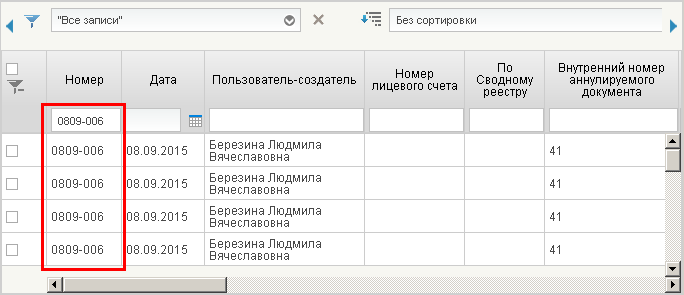 "Все записи"
Без сортировки
Номер
Дата
Пользователь-создатель
Номер
лицевого счета
По
Сводному
реестру
Внутренний номер
аннулируемого
документа
0809-006
0809-006
08.09.2015
Березина Людмила
Вячеславовна
41
0809-006
08.09.2015
Березина Людмила
Вячеславовна
41
0809-006
08.09.2015
Березина Людмила
Вячеславовна
41
0809-006
08.09.2015
Березина Людмила
Вячеславовна
41